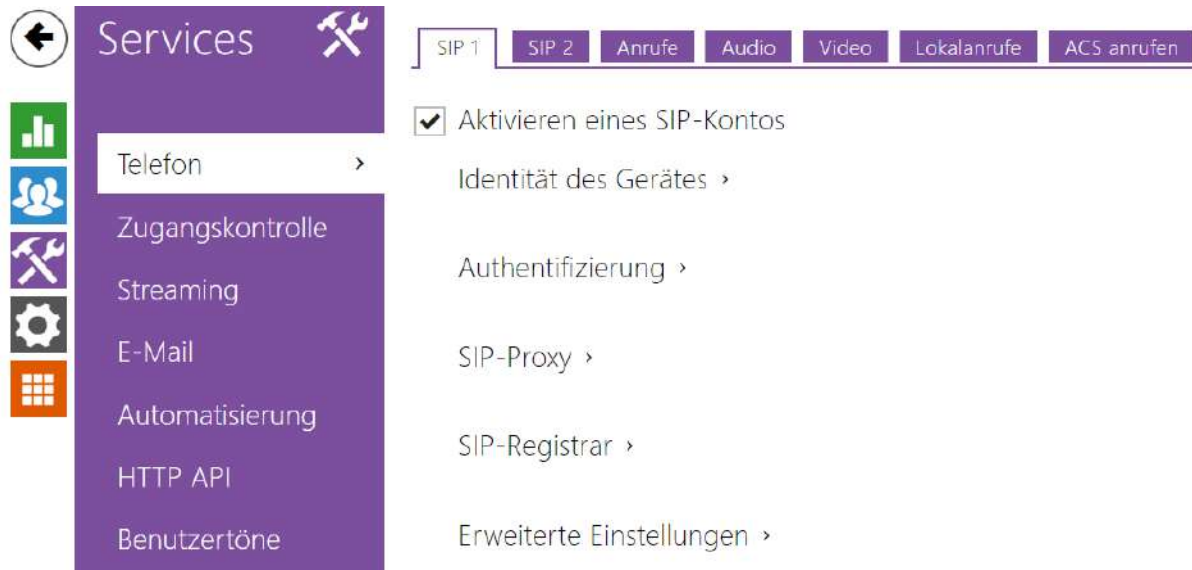 Services
Telefon
Zugangskontrolle
Streaming
E-Mail
Automatisierung
HTTP API
Benutzertöne
SIP 1 SIP 2 Anrufe Audio Video Lokalanrufe ACS anrufen
Aktivieren eines SIP-Kontos
Identität des Gerätes ›
Authentifizierung ›
SIP-Proxy ›
SIP-Registrar ›
Erweiterte Einstellungen ›